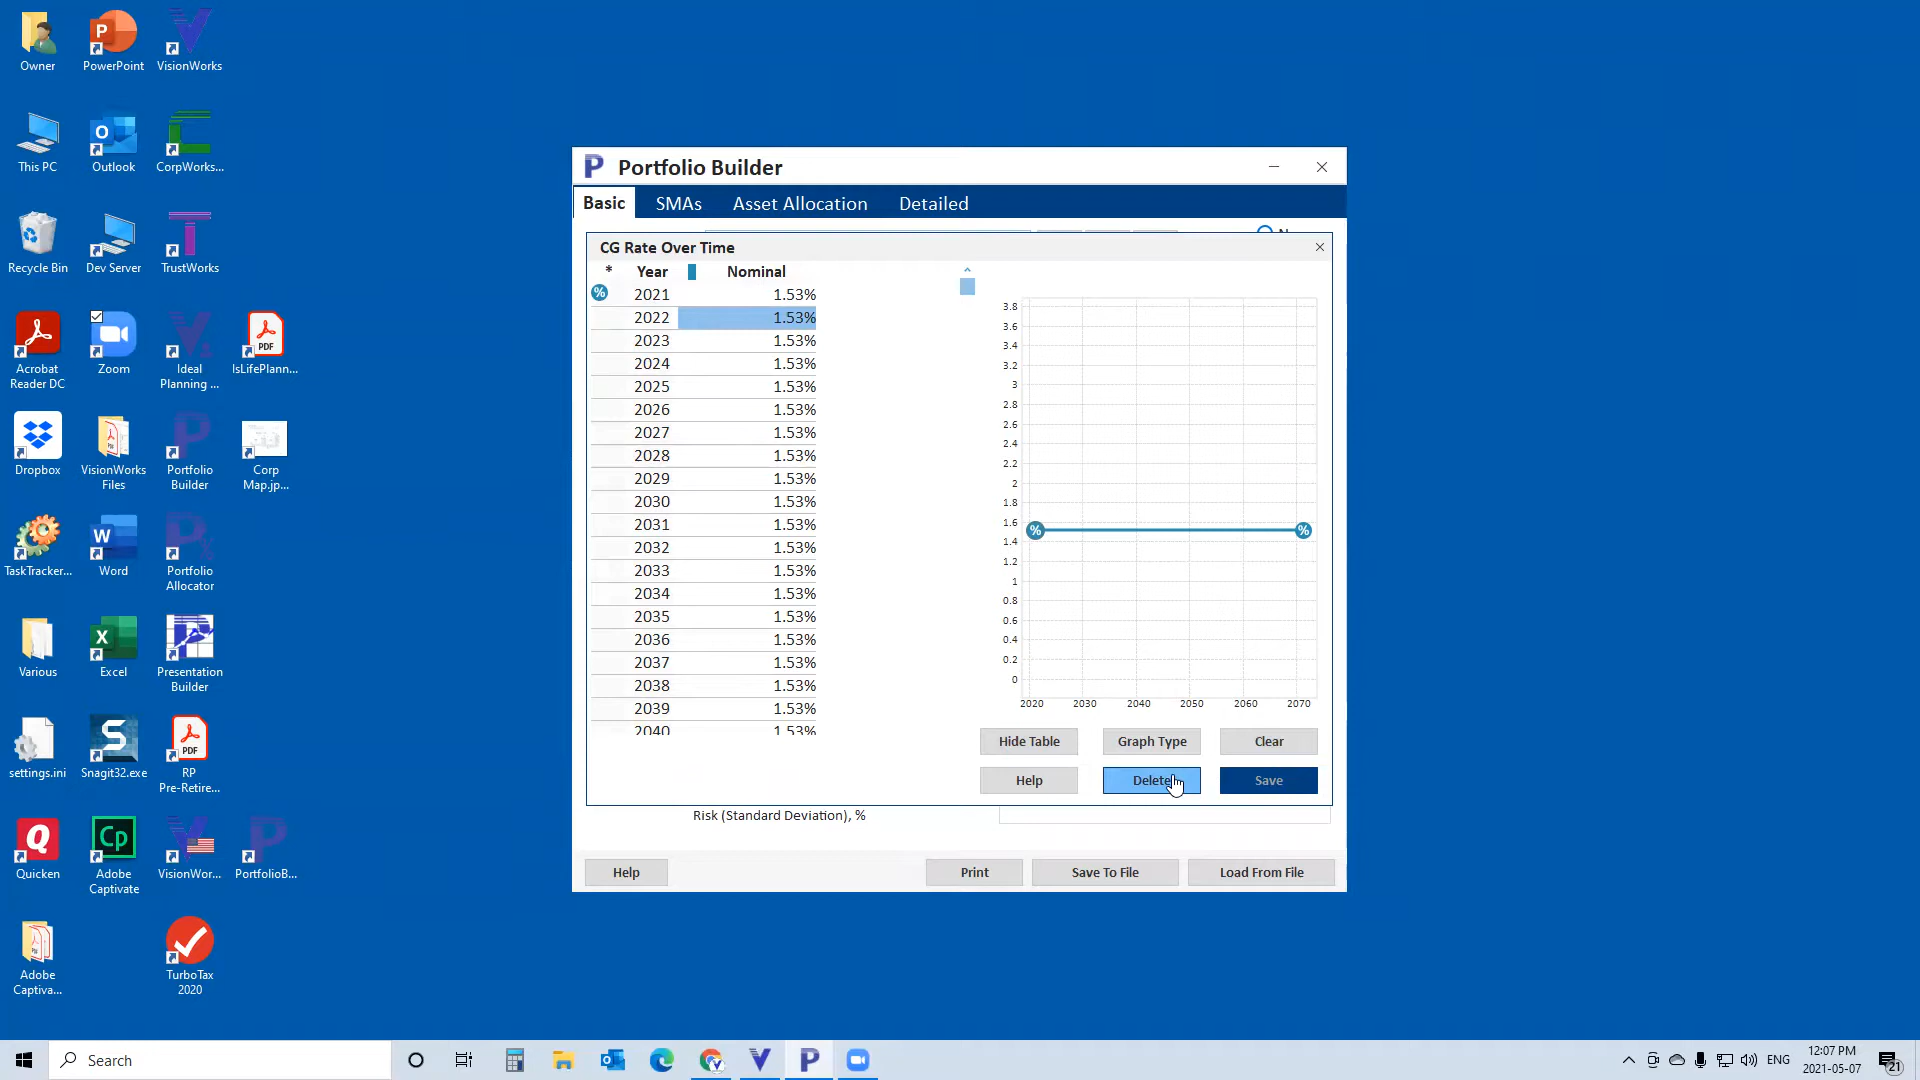 Owner
PowerPoint
VisionWorks
This PC
Outlook
CorpWorks...
Recycle Bin
Dev Server
TrustWorks
Acrobat
Reader DC
Zoom
Ideal
Planning ...
PDF
IsLifePlann...
Dropbox
VisionWorks
Files
Portfolio
Builder
Corp
Map.jp...
TaskTracker...
Word
Portfolio
Allocator
Various
Excel
Presentation
Builder
settings.ini
Snagit32.exe
PDF
RP
Pre-Retire...
Quicken
Adobe
Captivate
VisionWor...
PortfolioB...
Adobe
Captiva...
TurboTax
2020
Portfolio Builder
Basic SMAs Asset Allocation Detailed
CG Rate Over Time
* Year Nominal
% 2021 1.53%
2022 1.53%
2023 1.53%
2024 1.53%
2025 1.53%
2026 1.53%
2027 1.53%
2028 1.53%
2029 1.53%
2030 1.53%
2031 1.53%
2032 1.53%
2033 1.53%
2034 1.53%
2035 1.53%
2036 1.53%
2037 1.53%
2038 1.53%
2039 1.53%
2040 1.53%
3.8
3.6
3.4
3.2
3
2.8
2.6
2.4
2.2
2
1.8
1.6
1.4
1.2
1
0.8
0.6
0.4
0.2
0
% %
2020 2030 2040 2050 2060 2070
Hide Table Graph Type Clear
Help Delete Save
Risk (Standard Deviation), %
Help Print Save To File Load From File
Search
ENG
12:07 PM
2021-05-07
21